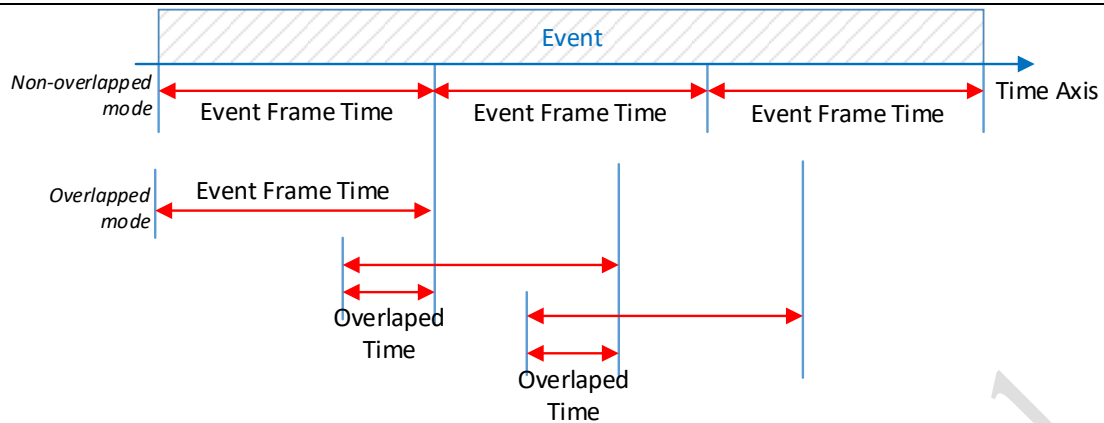 Event
Non-overlapped
mode
Time Axis
Event Frame Time
Event Frame Time
Event Frame Time
Overlapped
mode
Event Frame Time
Overlaped
Time
Overlaped
Time